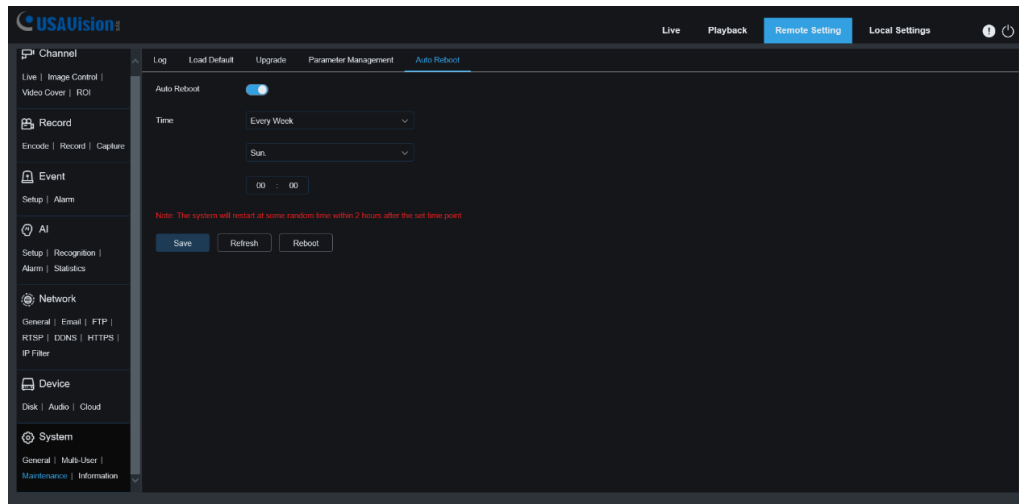 USAVision
Live Playback Remote Setting Local Settings
Channel
Live | Image Control |
Video Cover | ROI
Record
Encode | Record | Capture
Event
Setup | Alarm
AI
Setup | Recognition |
Alarm | Statistics
Network
General | Email | FTP |
RTSP | DDNS | HTTPS |
IP Filter
Device
Disk | Audio | Cloud
System
General | Multi-User |
Maintenance | Information
Log Load Default Upgrade Parameter Management Auto Reboot
Auto Reboot
Time Every Week
Sun.
00 : 00
Note: The system will restart at some random time within 2 hours after the set time point
Save Refresh Reboot